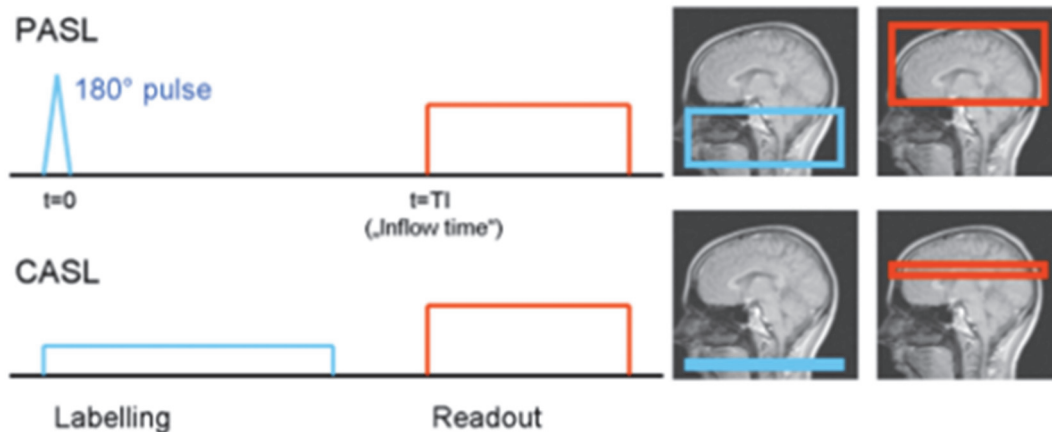 PASL
180° pulse
t=0
t=TI
(„Inflow time“)
CASL
Labelling
Readout